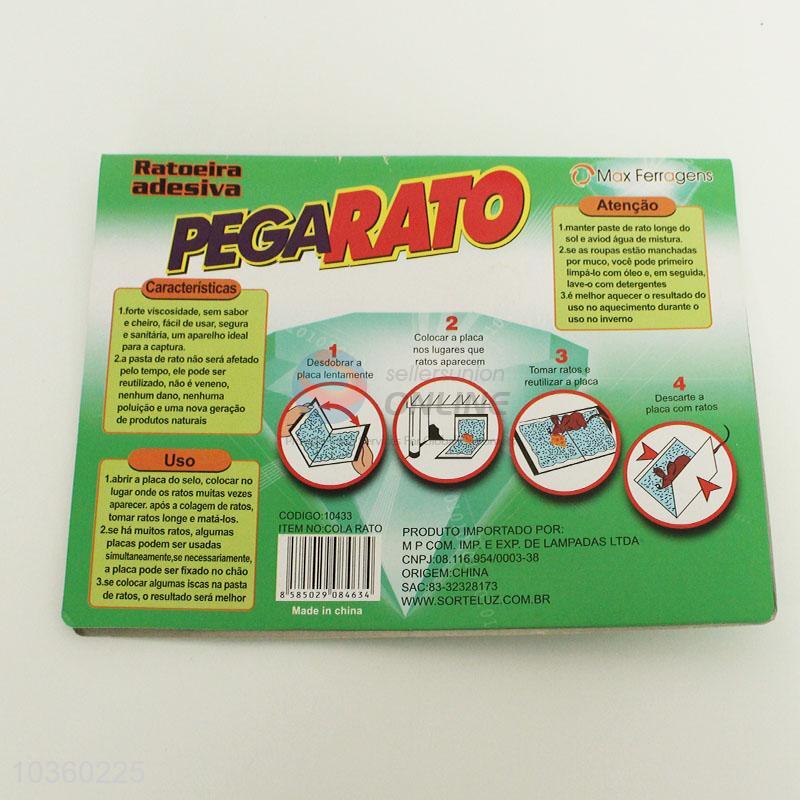 Ratoeira
adesiva
PEGARATO
Max Ferragens
Características
1.forte viscosidade, sem sabor
e cheiro, fácil de usar, segura
e sanitária, um aparelho ideal
para a captura.
2.a pasta de rato não será afetado
pelo tempo, ele pode ser
reutilizado, não é veneno,
nenhum dano, nenhuma
poluição e uma nova geração
de produtos naturais
Atenção
1.manter paste de rato longe do
sol e aviod água de mistura.
2.se as roupas estão manchadas
por muco, você pode primeiro
limpá-lo com óleo e, em seguida,
lave-o com detergentes
3.é melhor aquecer o resultado do
uso no aquecimento durante o
uso no inverno
1
Desdobrar a
placa lentamente
2
Colocar a placa
nos lugares que
ratos aparecem
3
Tomar ratos e
reutilizar a placa
4
Descarte a
placa com ratos
sellersunion
ONLINE
Uso
1.abrir a placa do selo, colocar no
lugar onde os ratos muitas vezes
aparecer. após a colagem de ratos,
tomar ratos longe e matá-los.
2.se há muitos ratos, algumas
placas podem ser usadas
simultaneamente,se necessariamente,
a placa pode ser fixado no chão
3.se colocar algumas iscas na pasta
de ratos, o resultado será melhor
CODIGO:10433
ITEM NO:COLA RATO
8 585029 084634
Made in china
PRODUTO IMPORTADO POR:
M P COM. IMP. E EXP. DE LAMPADAS LTDA
CNPJ:08.116.954/0003-38
ORIGEM:CHINA
SAC:83-32328173
WWW.SORTELUZ.COM.BR
10360225